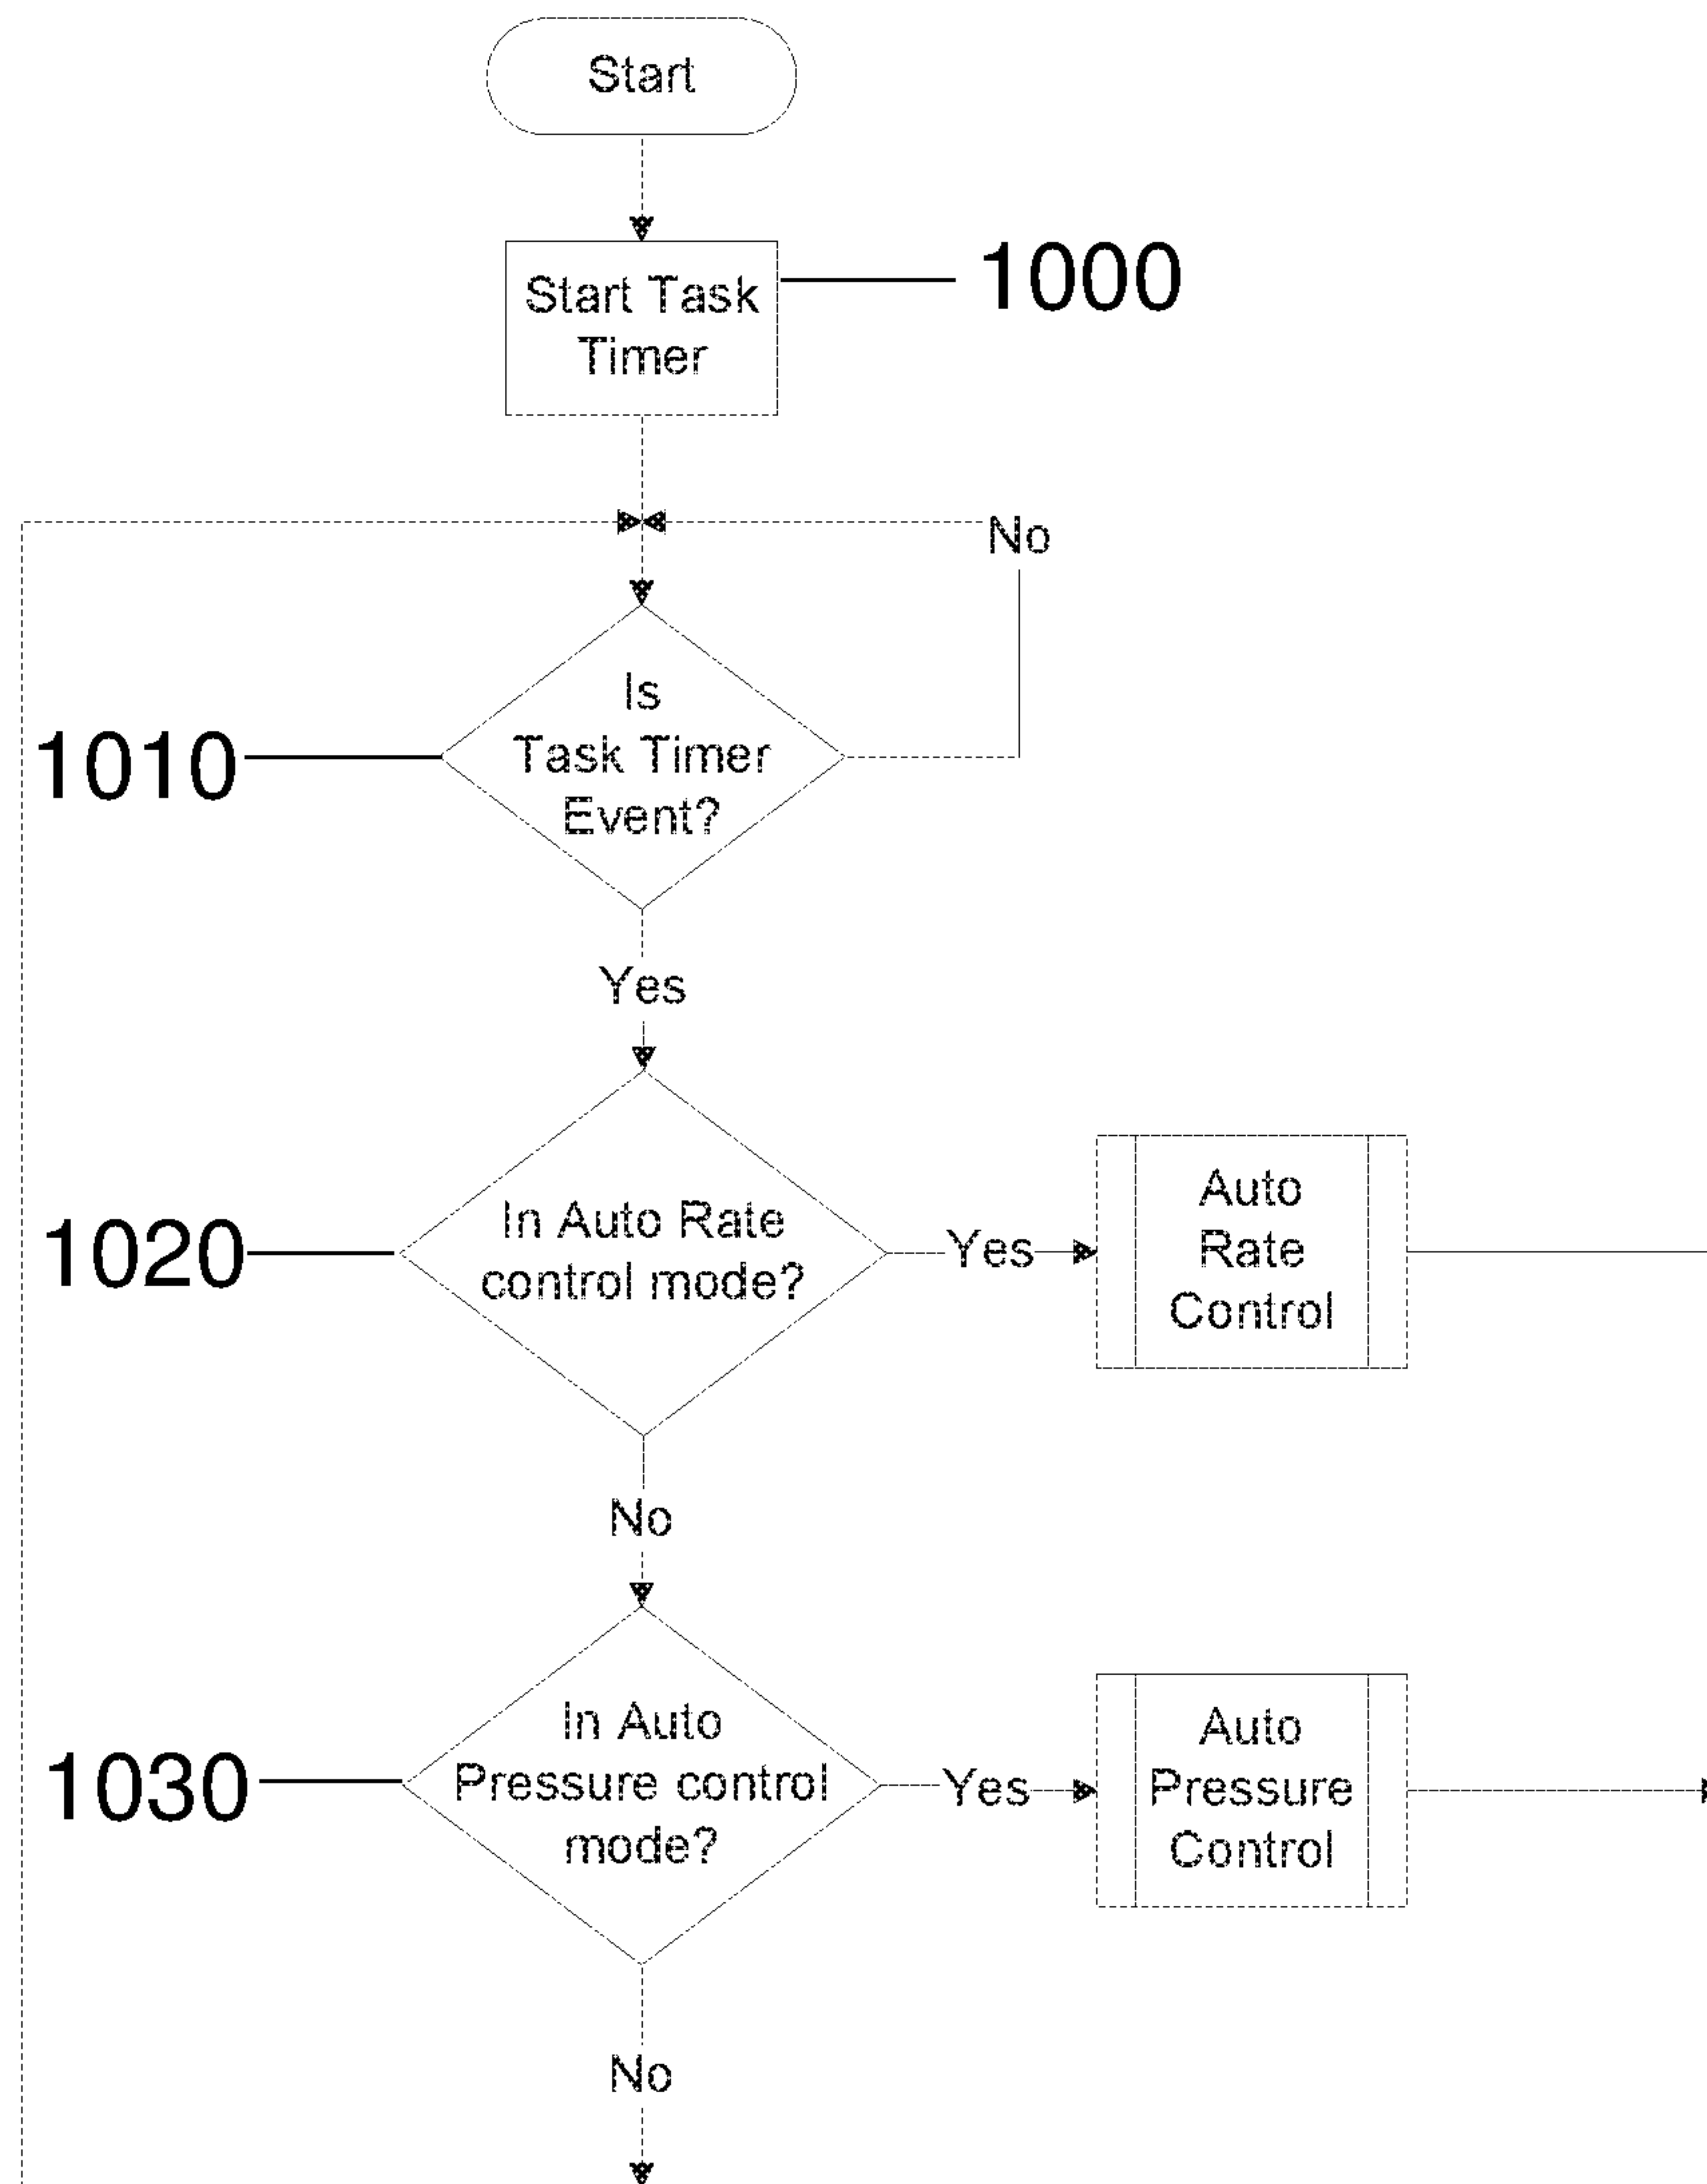 Start
Start Task
Timer
1000
No
Is
Task Timer
Event?
1010
Yes
In Auto Rate
control mode?
1020
Yes
Auto
Rate
Control
No
In Auto
Pressure control
mode?
1030
Yes
Auto
Pressure
Control
No